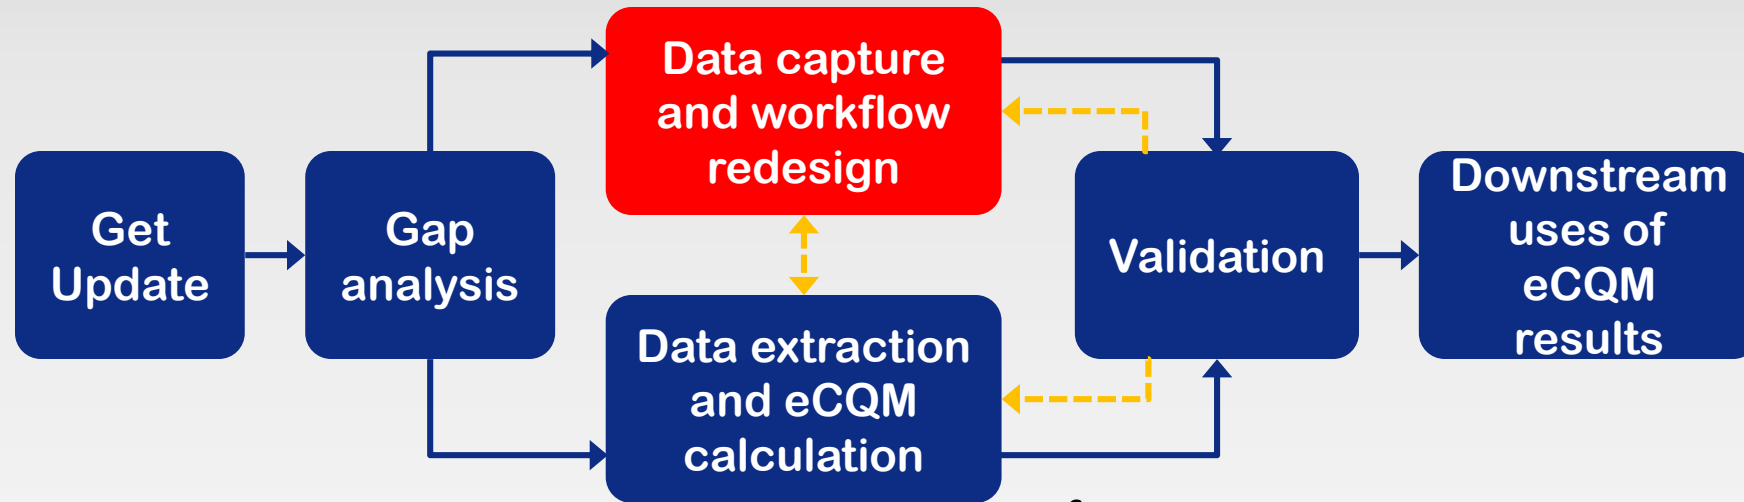 Data capture
and workflow
redesign
Get
Update
Gap
analysis
Validation
Downstream
uses of
eCQM
results
Data extraction
and eCQM
calculation